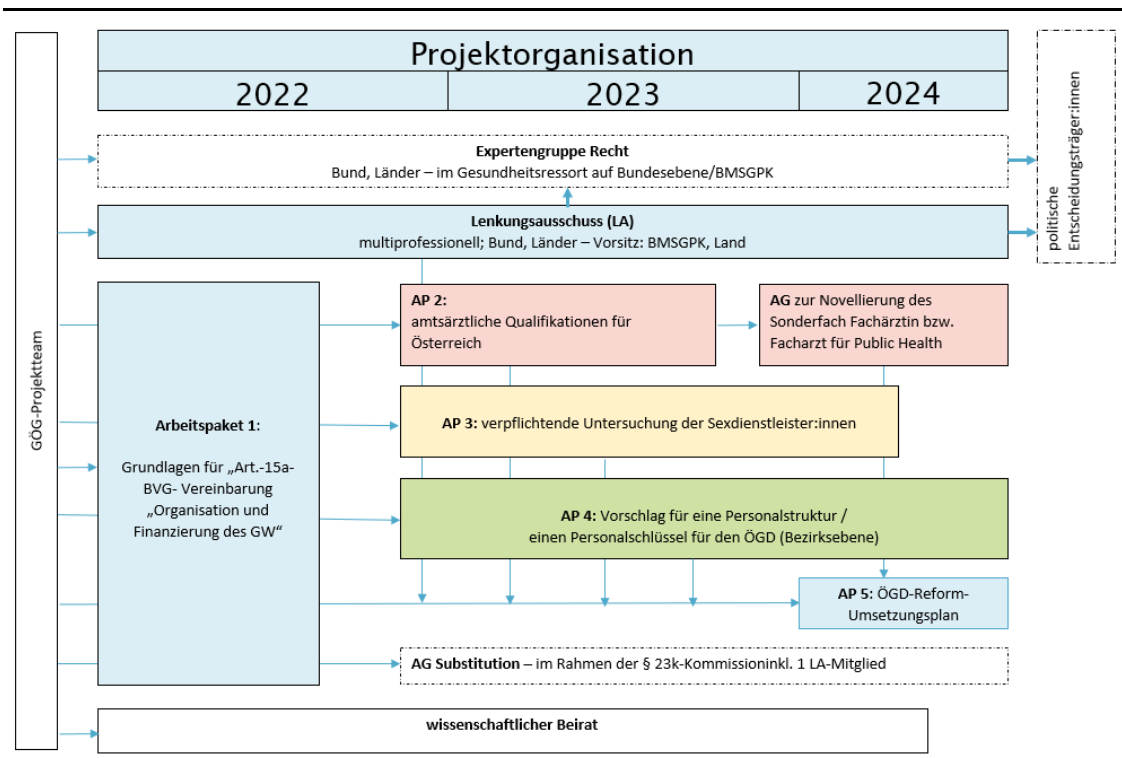 Projektorganisation
2022
2023
2024
GÖG-Projektteam
politische
Entscheidungsträger:innen
Expertengruppe Recht
Bund, Länder – im Gesundheitsressort auf Bundesebene/BMSGPK
Lenkungsausschuss (LA)
multiprofessionell; Bund, Länder – Vorsitz: BMSGPK, Land
Arbeitspaket 1:
Grundlagen für „Art.-15a-
BVG- Vereinbarung
„Organisation und
Finanzierung des GW“
AP 2:
amtsärztliche Qualifikationen für
Österreich
AG zur Novellierung des
Sonderfach Fachärztin bzw.
Facharzt für Public Health
AP 3: verpflichtende Untersuchung der Sexdienstleister:innen
AP 4: Vorschlag für eine Personalstruktur /
einen Personalschlüssel für den ÖGD (Bezirksebene)
AP 5: ÖGD-Reform-
Umsetzungsplan
AG Substitution – im Rahmen der § 23k-Kommissioninkl. 1 LA-Mitglied
wissenschaftlicher Beirat